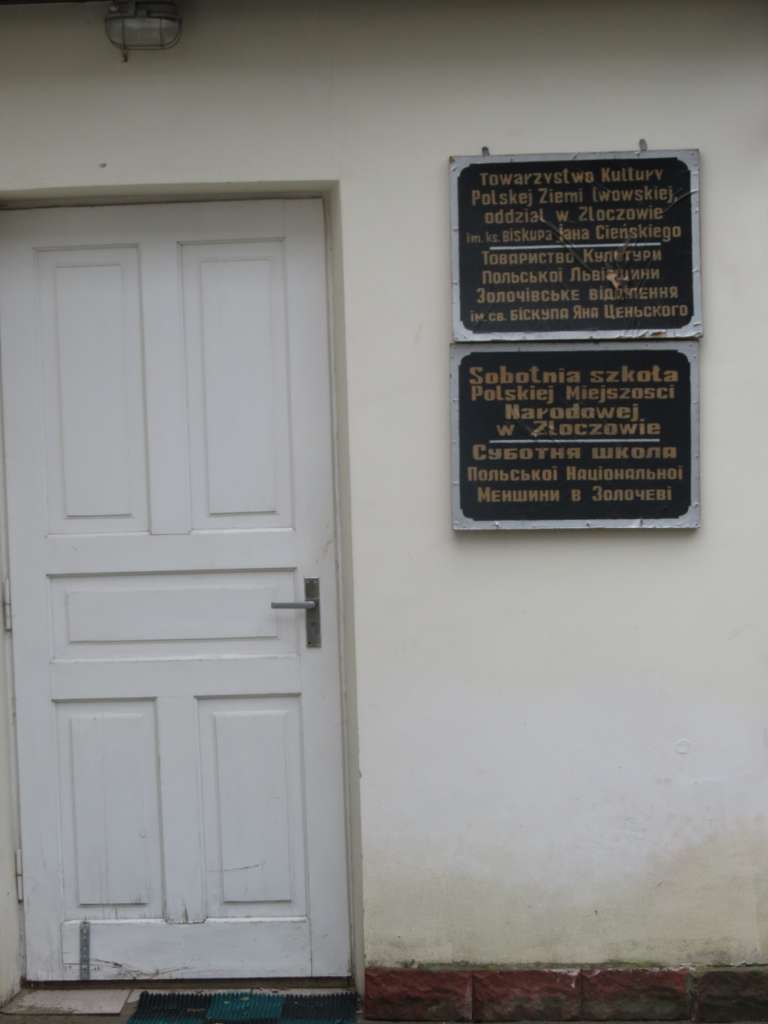 Towarzystwo Kultury
Polskej Ziemi lwowskiej,
oddział w Złoczowie
im. ks. Biskupa Jana Cieńskiego
Товариство Культури
Польської Львівщини
Золочівське відділення
ім.св. біскупа Яна Ценьского
Sobotnia szkoła
Polskiej Miejszosci
Narodowej
w Złoczowie
Суботня школа
Польської Національної
Меншини в Золочеві